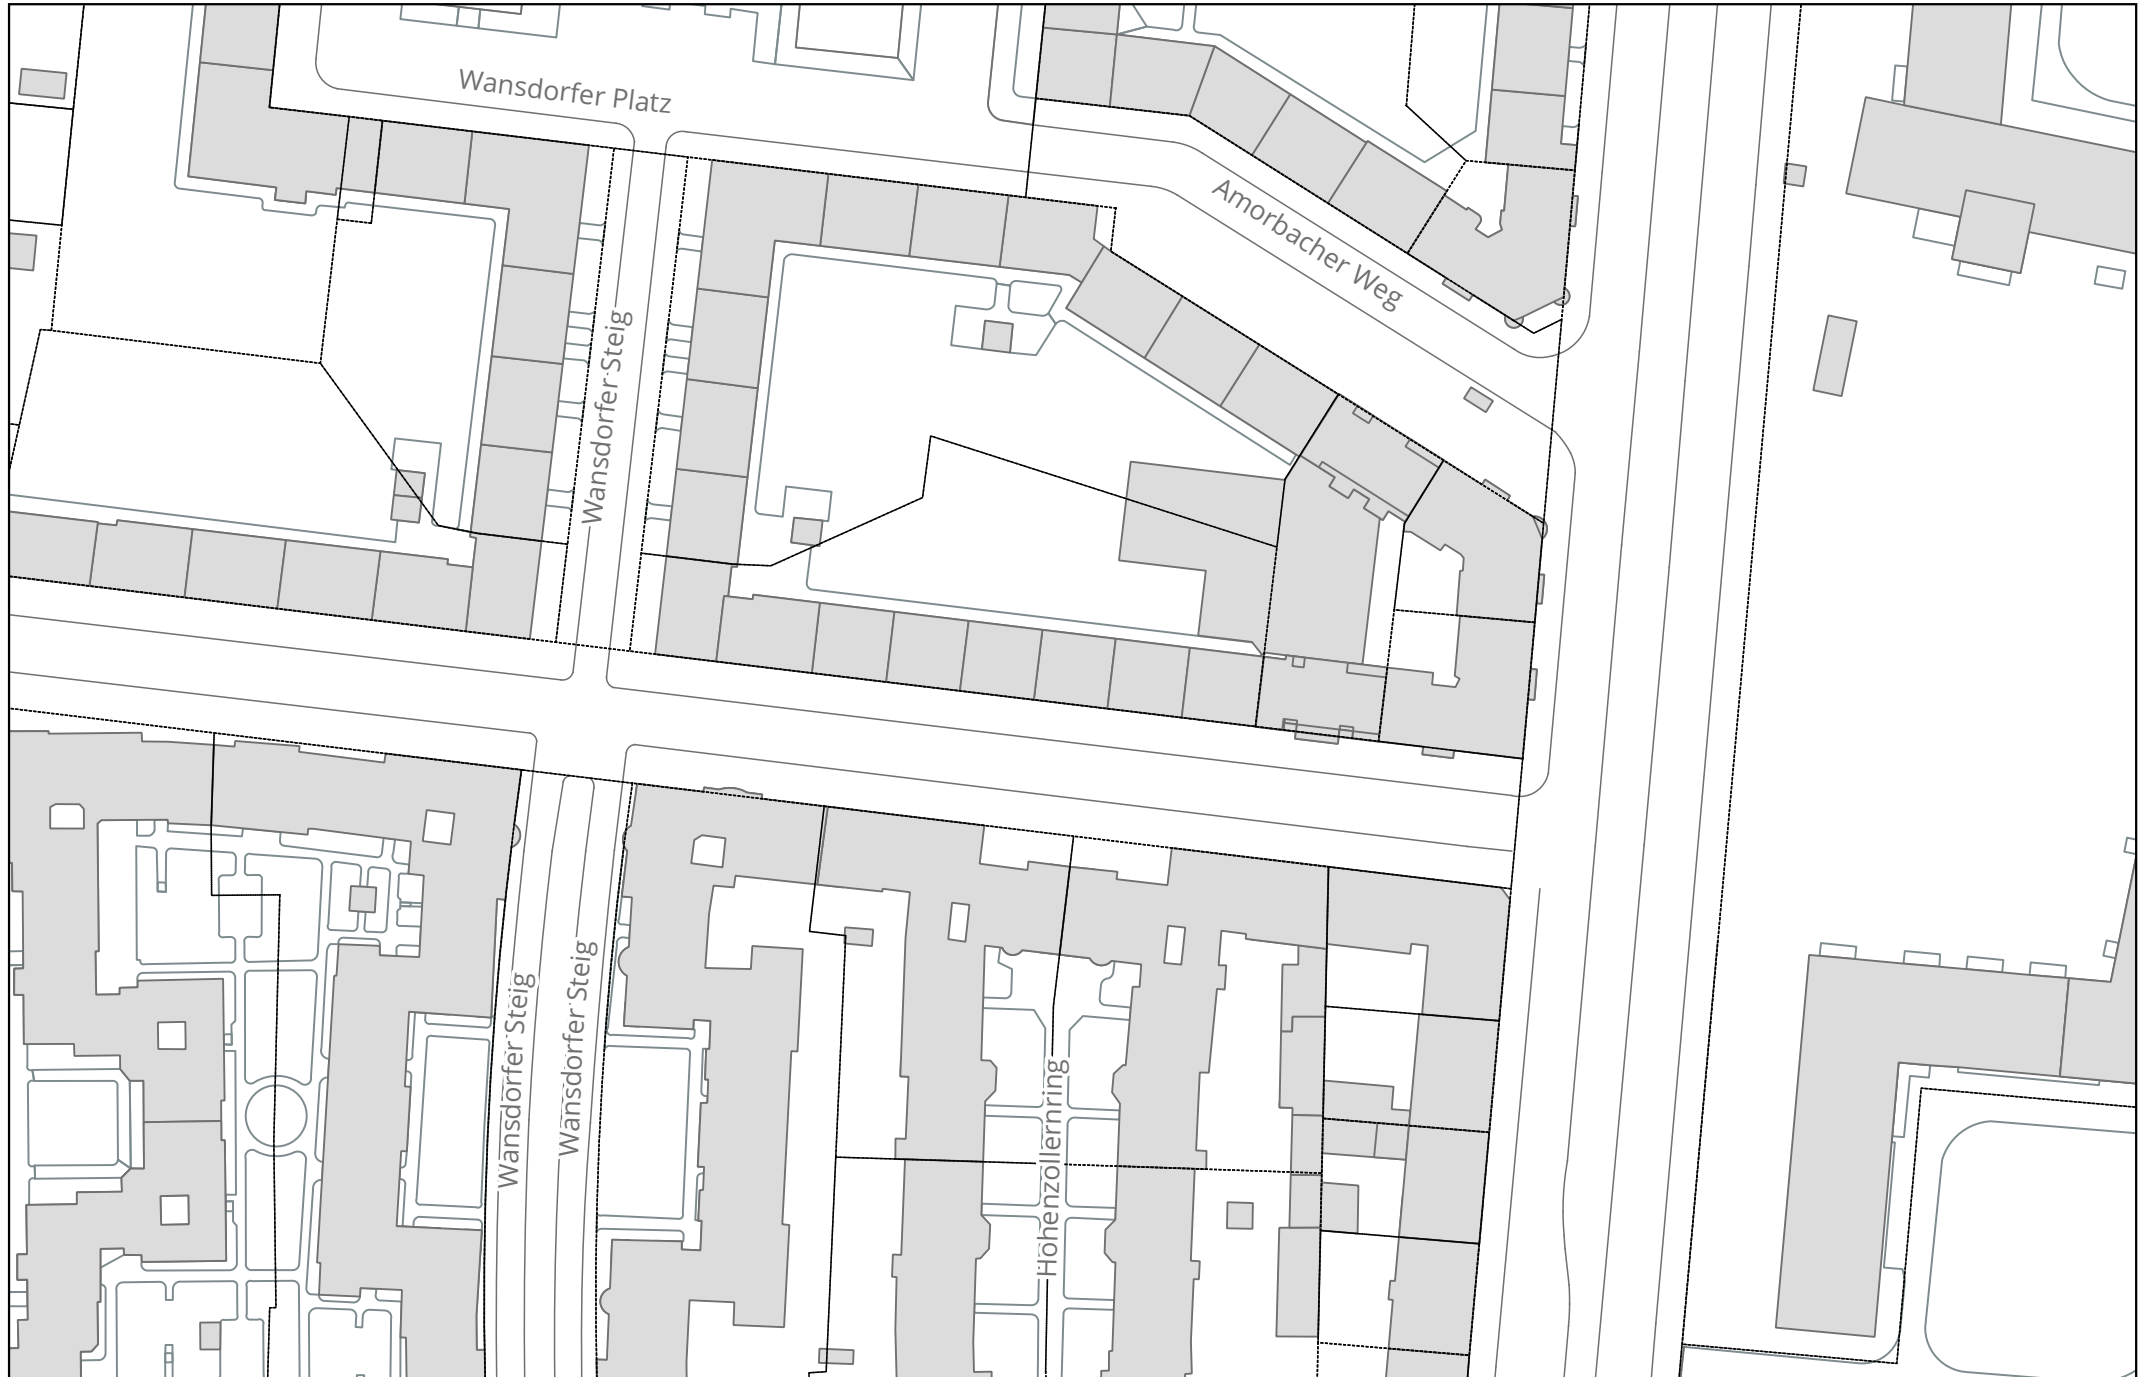 Wansdorfer Platz
Amorbacher Weg
Wansdorfer Steig
Wansdorfer Steig
Wansdorfer Steig
Hohenzollernring